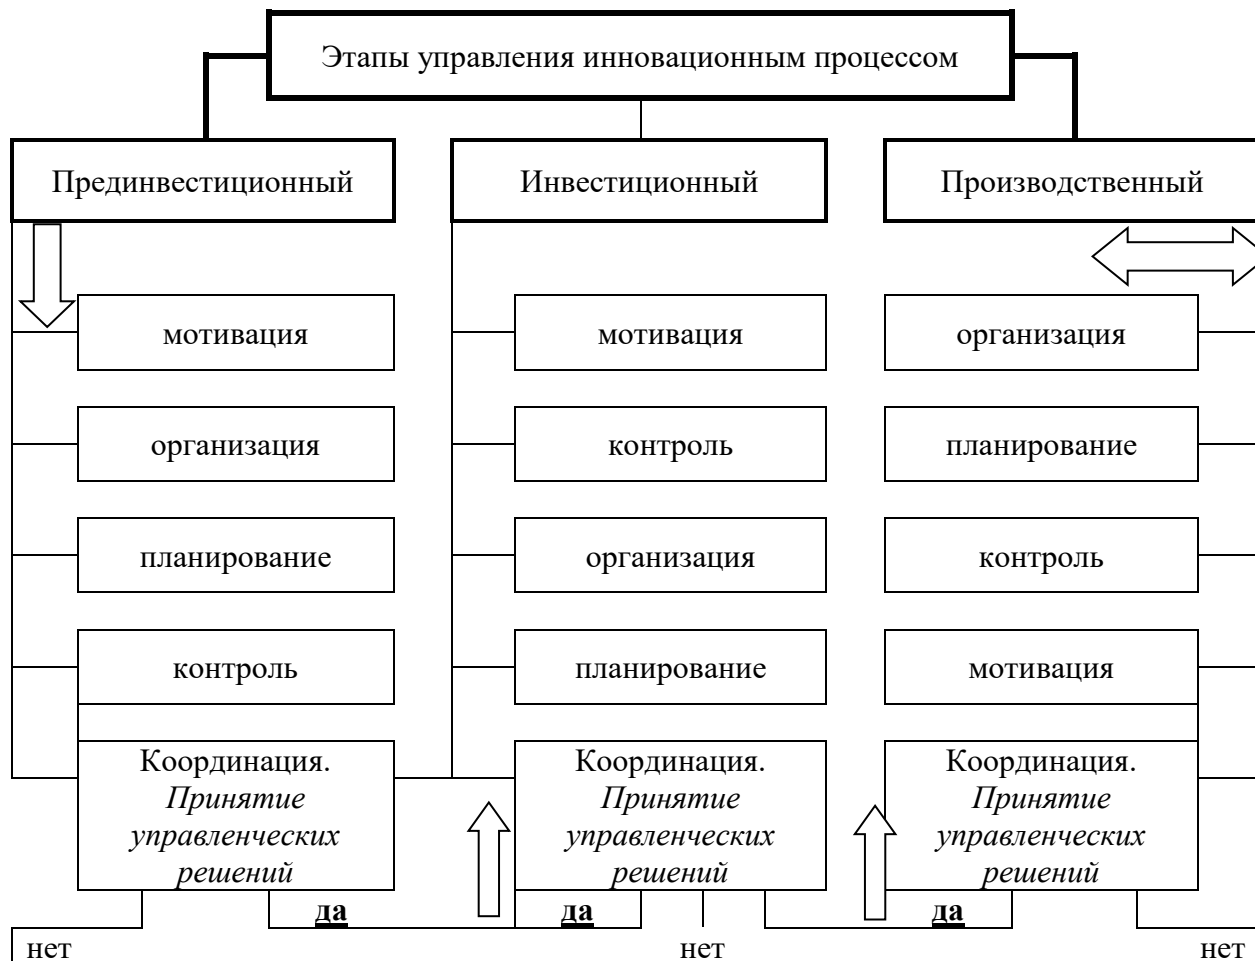 Этапы управления инновационным процессом
Прединвестиционный
Инвестиционный
Производственный
мотивация
мотивация
организация
организация
контроль
планирование
планирование
организация
контроль
контроль
планирование
мотивация
Координация.
Принятие
управленческих
решений
Координация.
Принятие
управленческих
решений
Координация.
Принятие
управленческих
решений
да
да
да
нет
нет
нет